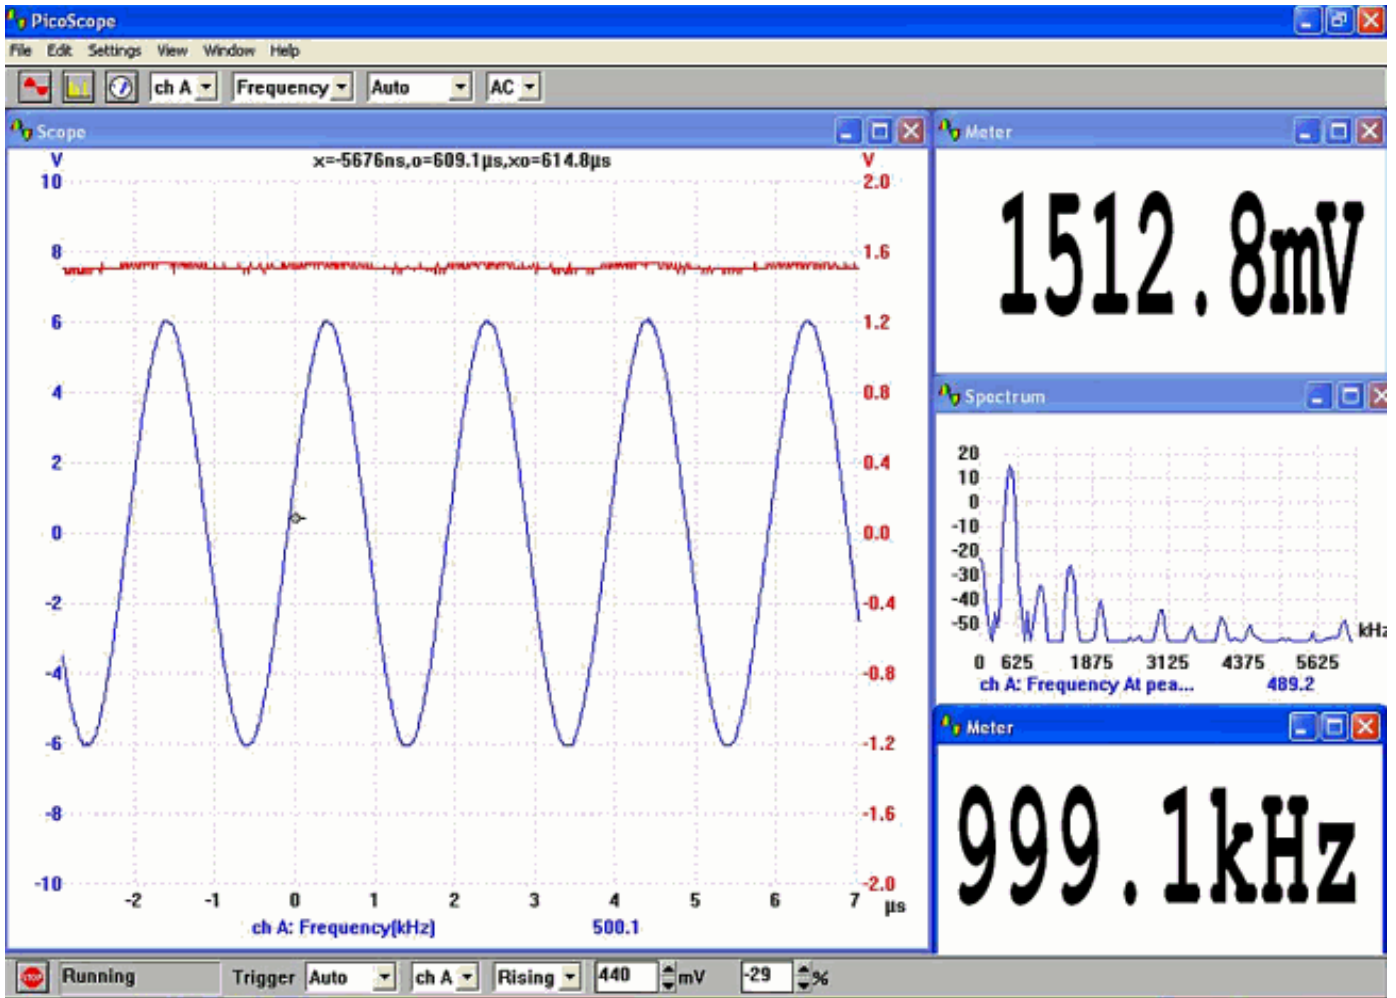 PicoScope
File Edit Settings View Window Help
ch A Frequency Auto AC
Scope
x=-5676ns,o=609.1µs,xo=614.8µs
V
10
8
6
4
2
0
-2
-4
-6
-8
-10
V
2.0
1.6
1.2
0.8
0.4
0.0
-0.4
-0.8
-1.2
-1.6
-2.0
-2 -1 0 1 2 3 4 5 6 7 µs
ch A: Frequency(kHz) 500.1
Meter
1512.8mV
Spectrum
20
10
0
-10
-20
-30
-40
-50
kHz
0 625 1875 3125 4375 5625
ch A: Frequency At pea... 489.2
Meter
999.1kHz
STOP Running Trigger Auto ch A Rising 440 mV -29 %